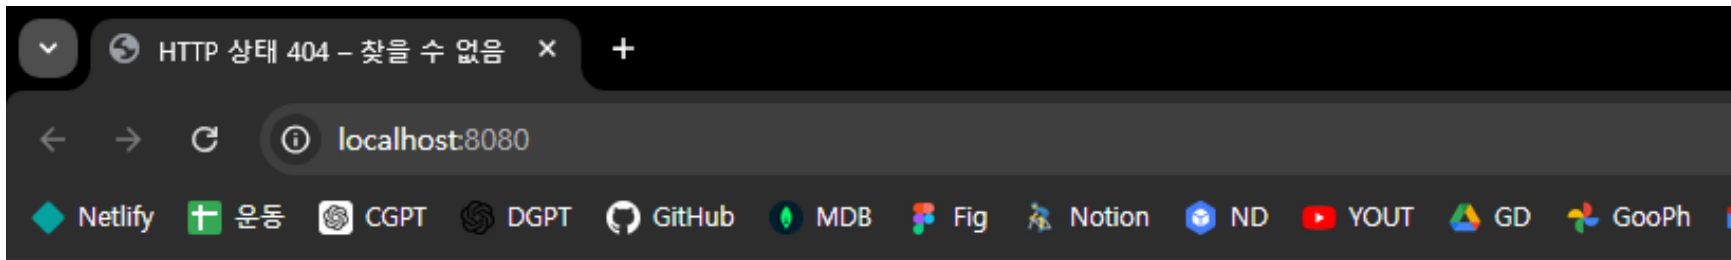 HTTP 상태 404 – 찾을 수 없음
localhost:8080
Netlify 운동 CGPT DGPT GitHub MDB Fig Notion ND YOUT GD GooPh